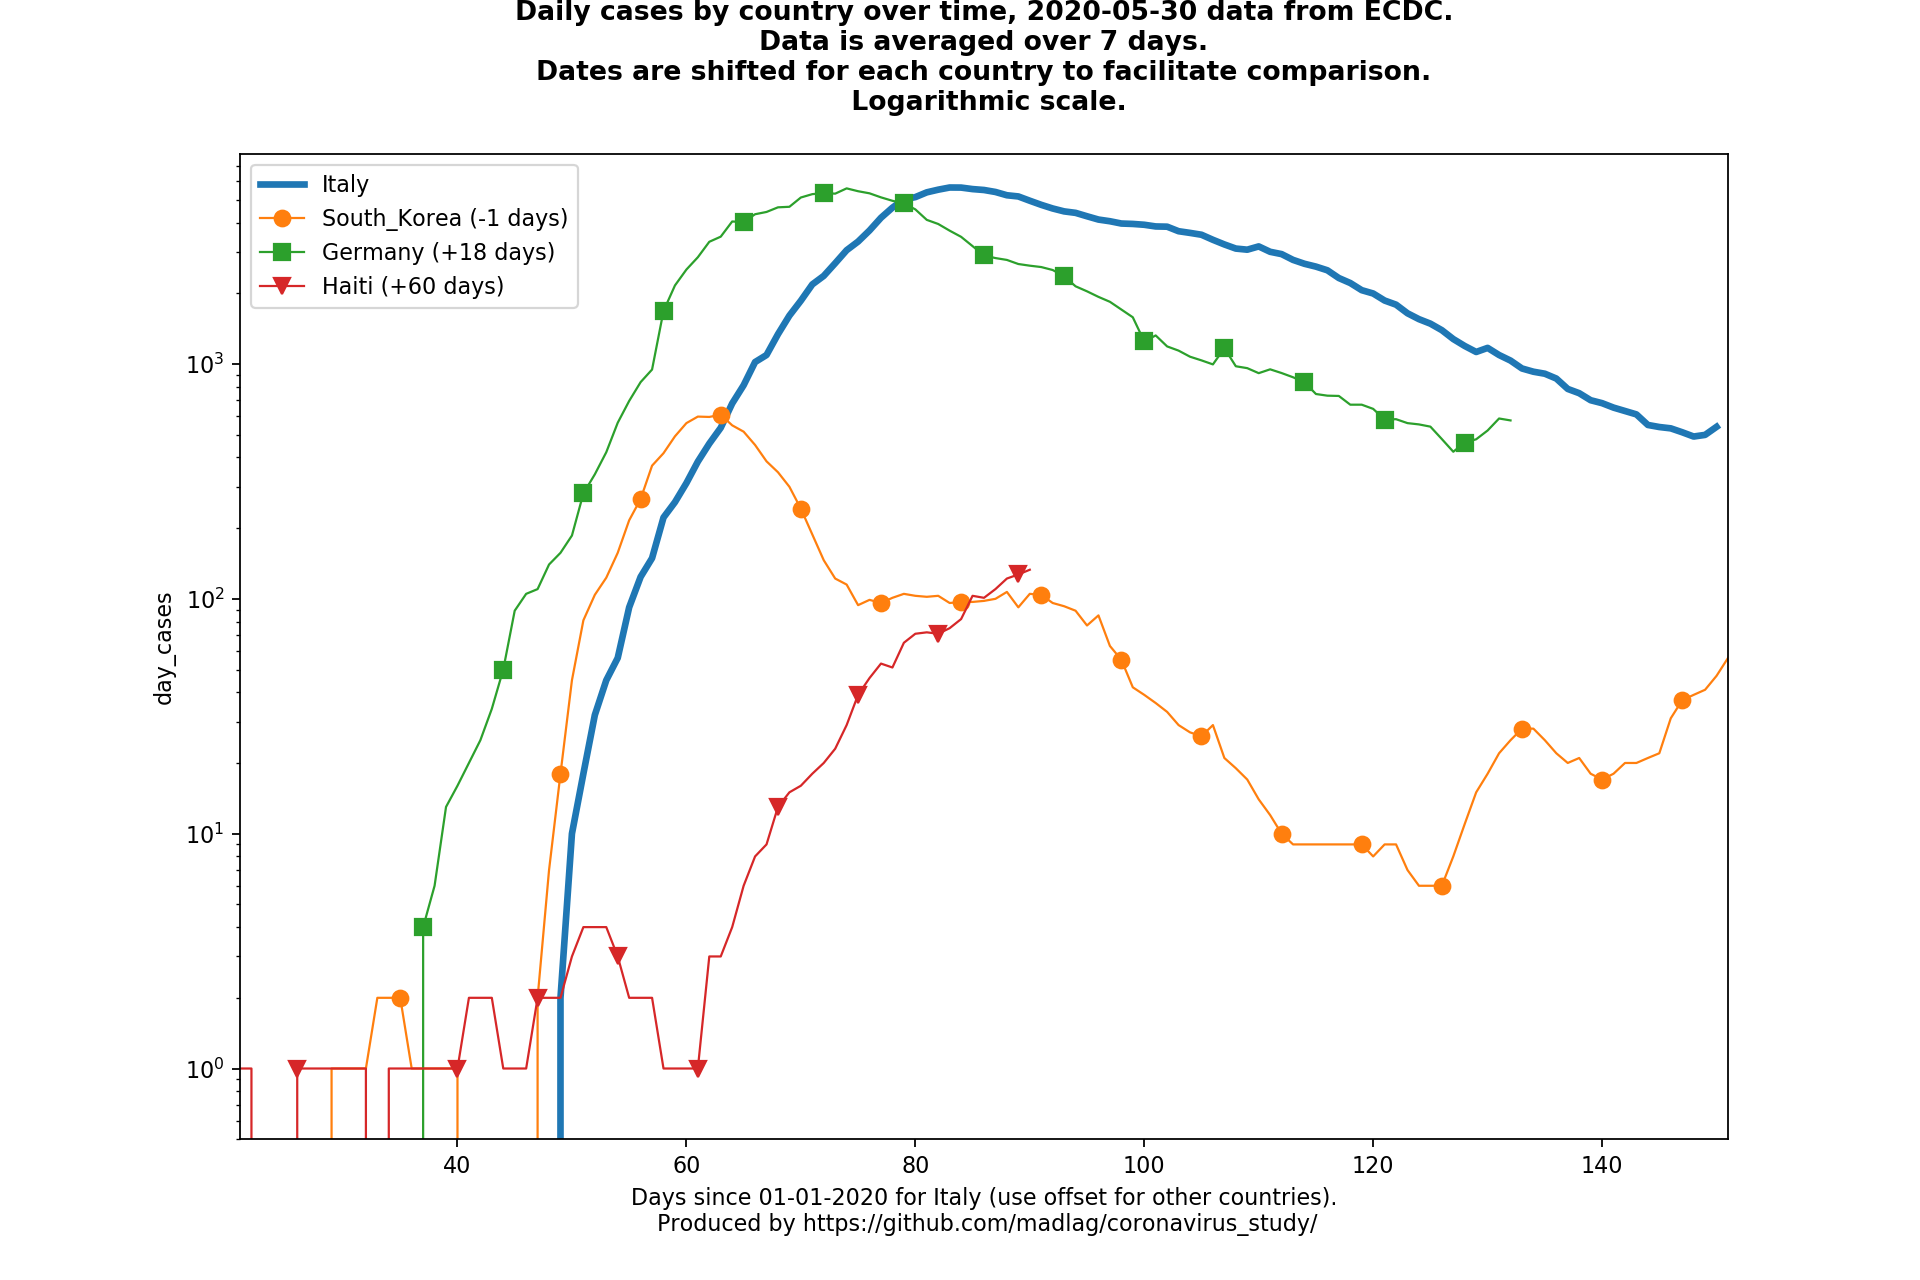 Daily cases by country over time, 2020-05-30 data from ECDC.
Data is averaged over 7 days.
Dates are shifted for each country to facilitate comparison.
Logarithmic scale.
Italy
South_Korea (-1 days)
Germany (+18 days)
Haiti (+60 days)
day_cases
10³
10²
10¹
10⁰
40 60 80 100 120 140
Days since 01-01-2020 for Italy (use offset for other countries).
Produced by https://github.com/madlag/coronavirus_study/